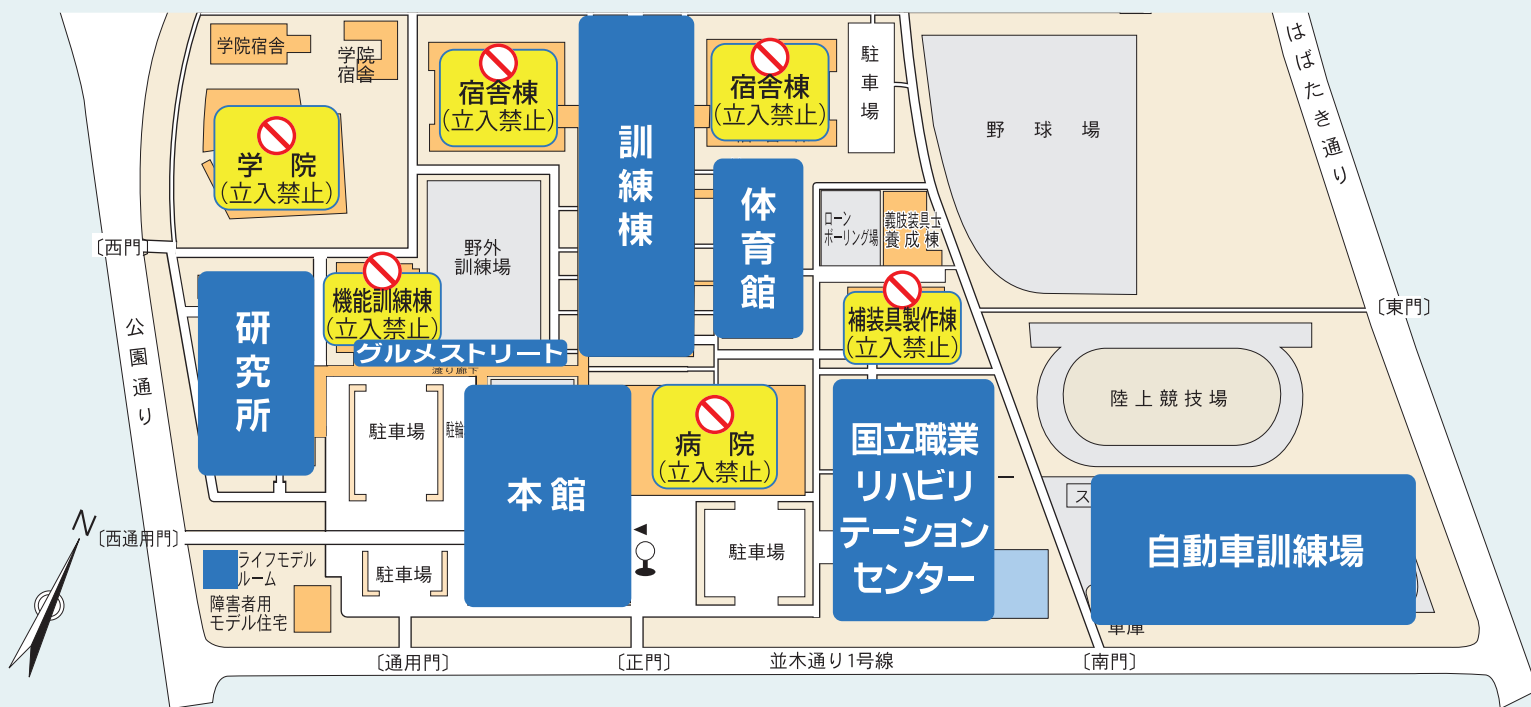 学院宿舎
学院
宿舎
宿舎棟
(立入禁止)
訓練棟
宿舎棟
(立入禁止)
駐車場
野球場
はばたき通り
学 院
(立入禁止)
体育館
ローン
ボーリング場
義肢装具士
養成棟
〔西門〕
野外
訓練場
機能訓練棟
(立入禁止)
補装具製作棟
(立入禁止)
〔東門〕
公園通り
研究所
グルメストリート
渡り廊下
駐車場
駐輪
本館
病 院
(立入禁止)
国立職業
リハビリ
テーション
センター
陸上競技場
ス
自動車訓練場
車庫
〔西通用門〕
N
ライフモデル
ルーム
駐車場
駐車場
障害者用
モデル住宅
〔通用門〕
〔正門〕
並木通り1号線
〔南門〕